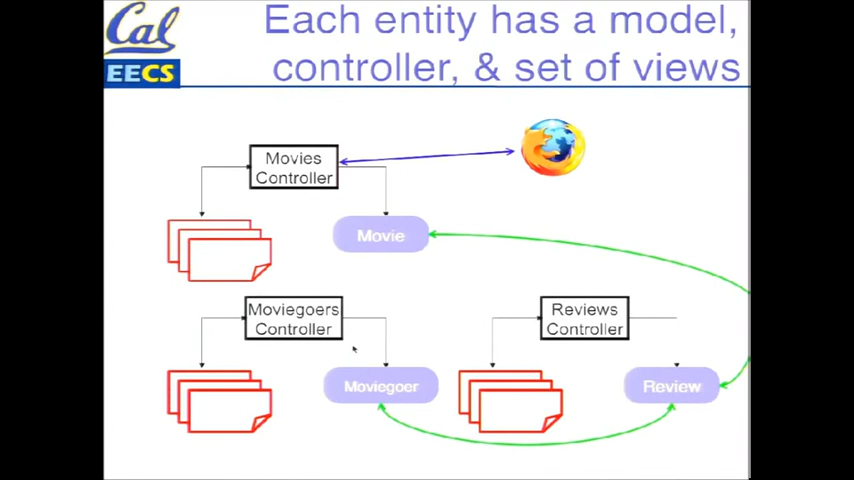 Cal
EECS
Each entity has a model,
controller, & set of views
Movies
Controller
Movie
Moviegoers
Controller
Reviews
Controller
Moviegoer
Review